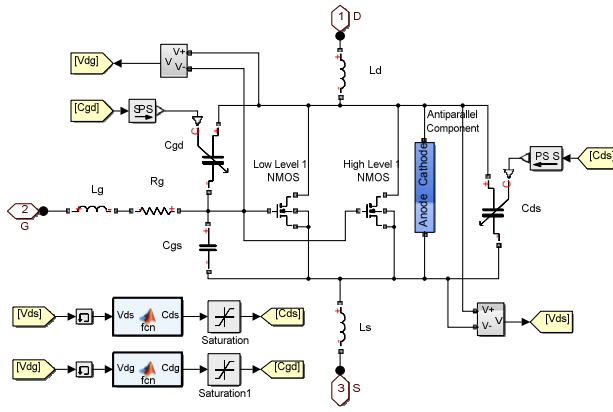 1 D
Ld
[Vdg]
V
V+
V-
[Cgd]
SPS
C
Cgd
Low Level 1
NMOS
High Level 1
NMOS
Antiparallel
Component
Anode Cathode
PS S
[Cds]
C
Cds
2
G
Lg
Rg
Cgs
V+
V-
V
[Vds]
Ls
[Vds]
Vds Cds
fcn
Saturation
[Cds]
[Vdg]
Vdg Cdg
fcn
Saturation1
[Cgd]
3 S